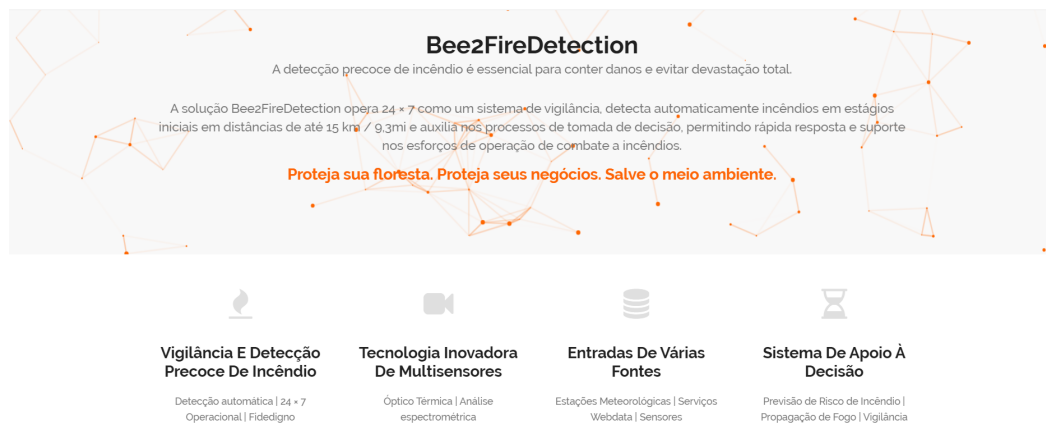 Bee2FireDetection
A detecção precoce de incêndio é essencial para conter danos e evitar devastação total.
A solução Bee2FireDetection opera 24 × 7 como um sistema de vigilância, detecta automaticamente incêndios em estágios
iniciais em distâncias de até 15 km / 9,3mi e auxilia nos processos de tomada de decisão, permitindo rápida resposta e suporte
nos esforços de operação de combate a incêndios.
Proteja sua floresta. Proteja seus negócios. Salve o meio ambiente.
Vigilância E Detecção
Precoce De Incêndio
Detecção automática | 24 × 7
Operacional | Fidedigno
Tecnologia Inovadora
De Multisensores
Óptico Térmica | Análise
espectrométrica
Entradas De Várias
Fontes
Estações Meteorológicas | Serviços
Webdata | Sensores
Sistema De Apoio À
Decisão
Previsão de Risco de Incêndio |
Propagação de Fogo | Vigilância